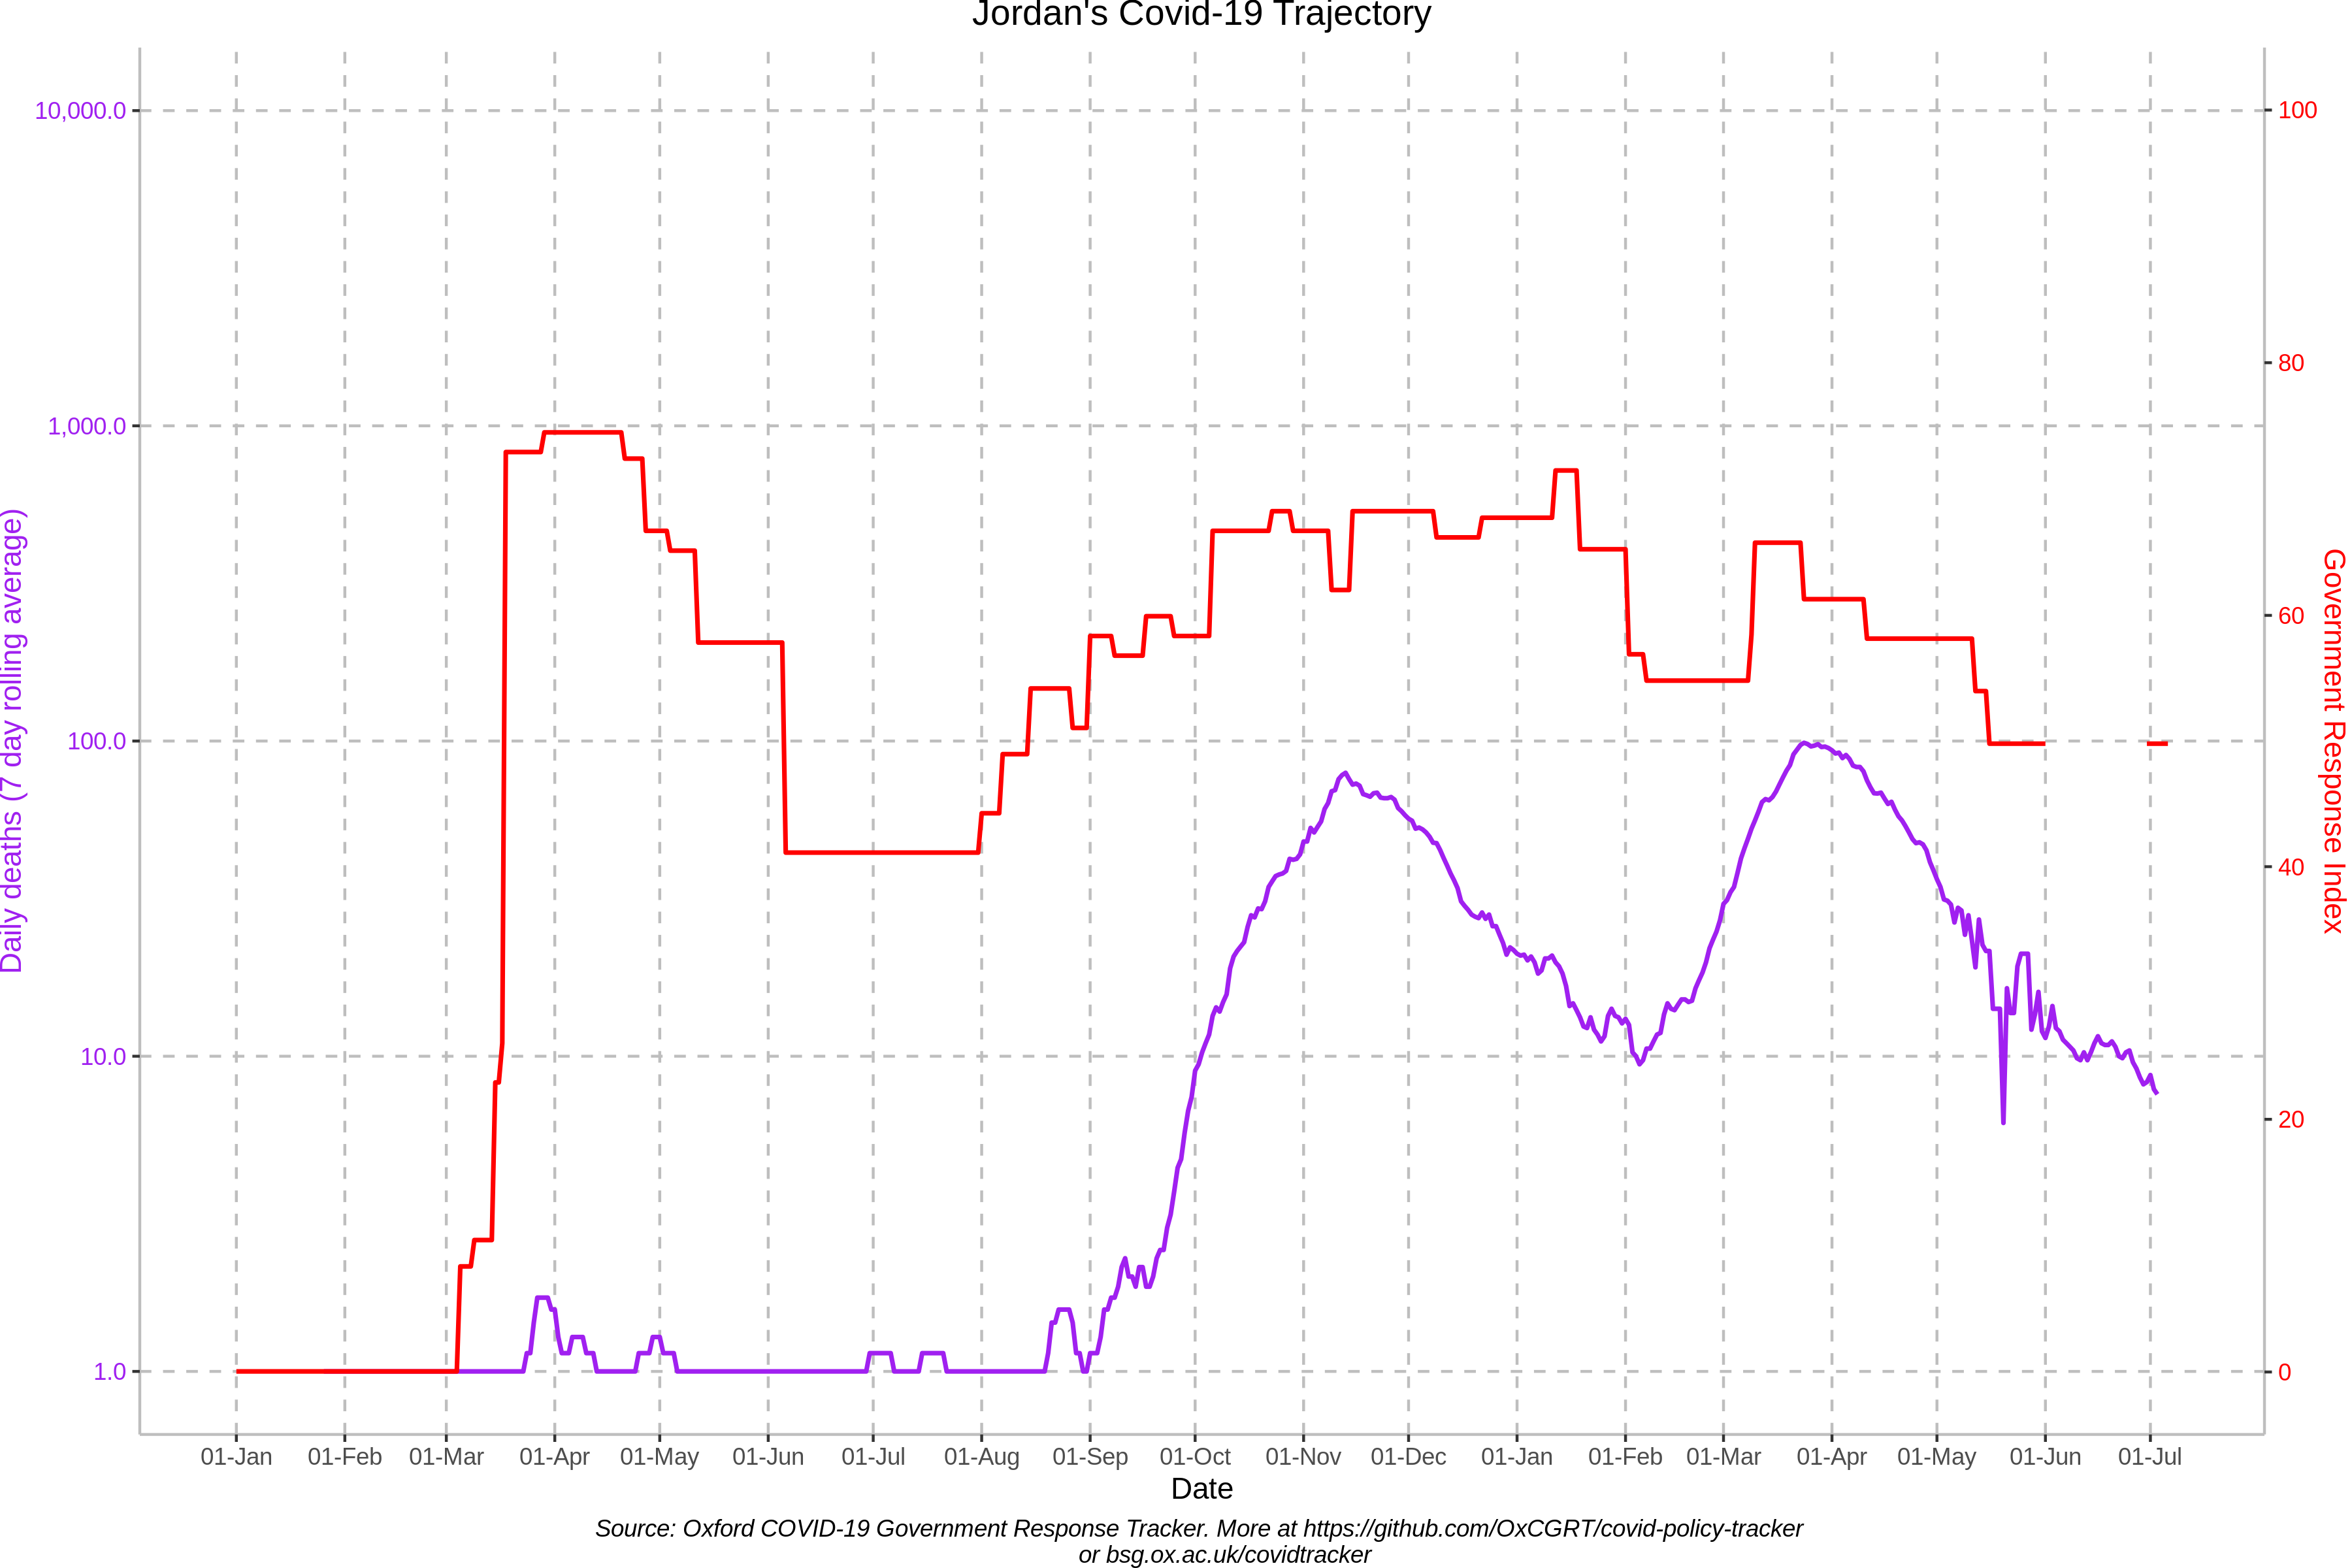 Jordan's Covid-19 Trajectory
10,000.0
1,000.0
100.0
10.0
1.0
Daily deaths (7 day rolling average)
100
80
60
40
20
0
Government Response Index
01-Jan 01-Feb 01-Mar 01-Apr 01-May 01-Jun 01-Jul 01-Aug 01-Sep 01-Oct 01-Nov 01-Dec 01-Jan 01-Feb 01-Mar 01-Apr 01-May 01-Jun 01-Jul
Date
Source: Oxford COVID-19 Government Response Tracker. More at https://github.com/OxCGRT/covid-policy-tracker
or bsg.ox.ac.uk/covidtracker